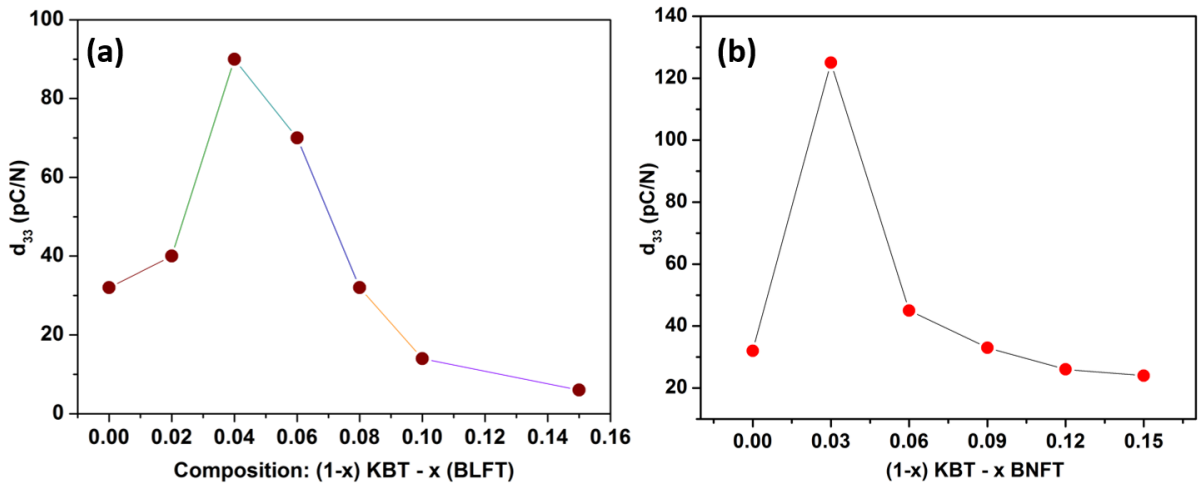 (a)
100
80
60
40
20
0
d33 (pC/N)
0.00 0.02 0.04 0.06 0.08 0.10 0.12 0.14 0.16
Composition: (1-x) KBT - x (BLFT)
(b)
140
120
100
80
60
40
20
d33 (pC/N)
0.00 0.03 0.06 0.09 0.12 0.15
(1-x) KBT - x BNFT